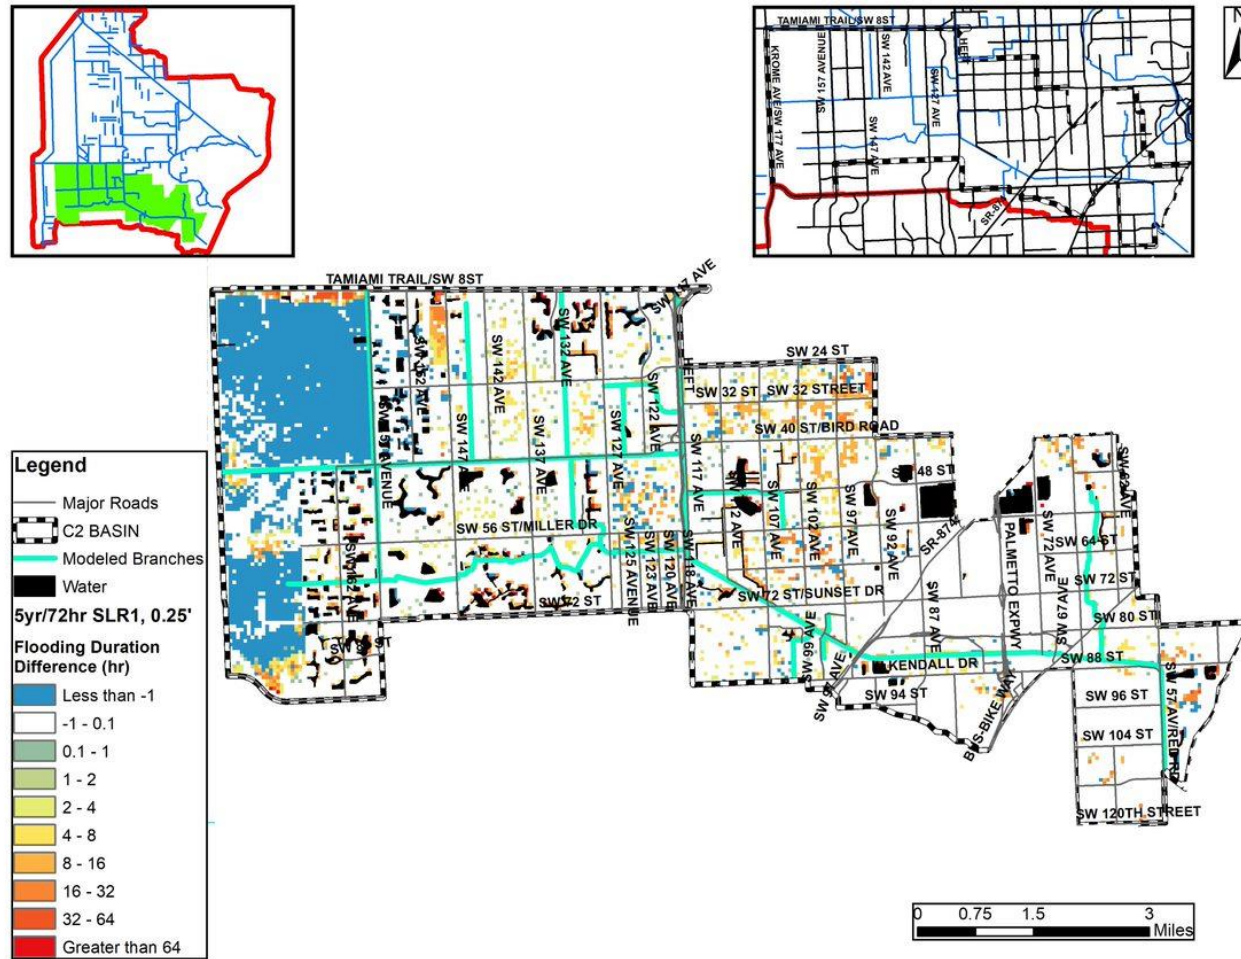 TAMIAMI TRAIL/SW 8ST
KROME AVE/SW 177 AVE
SW 157 AVENUE
SW 142 AVE
SW 127 AVE
SW 147 AVE
HEFT
SR-874
N
TAMIAMI TRAIL/SW 8ST
SW 132 AVE
SW 142 AVE
SW 137 AVE
SW 147 AVE
SW 127 AVE
SW 122 AVE
HEFT
SW 24 ST
SW 32 ST
SW 32 STREET
SW 40 ST/BIRD ROAD
SW 117 AVE
48 ST
SW 107 AVE
SW 102 AVE
SW 97 AVE
SW 92 AVE
SW 56 ST/MILLER DR
SW 125 AVENUE
SW 123 AVE
SW 120 AVE
SW 118 AVE
SW 72 ST
SW 72 ST/SUNSET DR
SR-874
SW 87 AVE
PALMETTO EXPWY
SW 72 AVE
SW 64 ST
SW 72 ST
SW 67 AVE
SW 80 ST
SW 88 ST
KENDALL DR
SW 94 ST
SW 96 ST
SW 104 ST
SW 57 AV/RED RD
SW 120TH STREET
Legend
Major Roads
C2 BASIN
Modeled Branches
Water
5yr/72hr SLR1, 0.25'
Flooding Duration
Difference (hr)
Less than -1
-1 - 0.1
0.1 - 1
1 - 2
2 - 4
4 - 8
8 - 16
16 - 32
32 - 64
Greater than 64
0 0.75 1.5 3
Miles